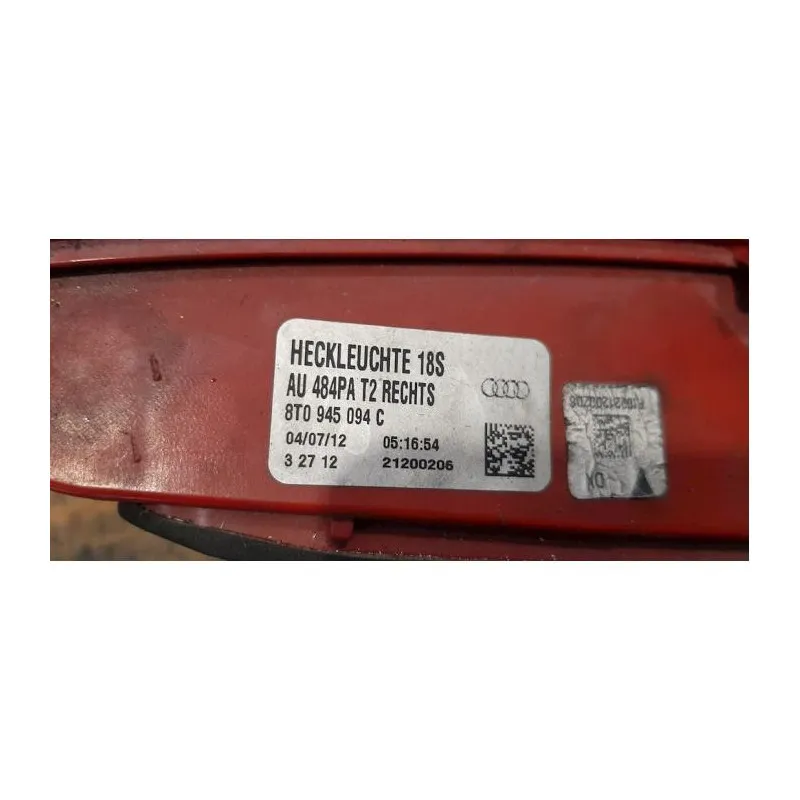 HECKLEUCHTE 18S
AU 484PA T2 RECHTS
8T0 945 094 C
04/07/12 05:16:54
3 27 12 21200206
DX